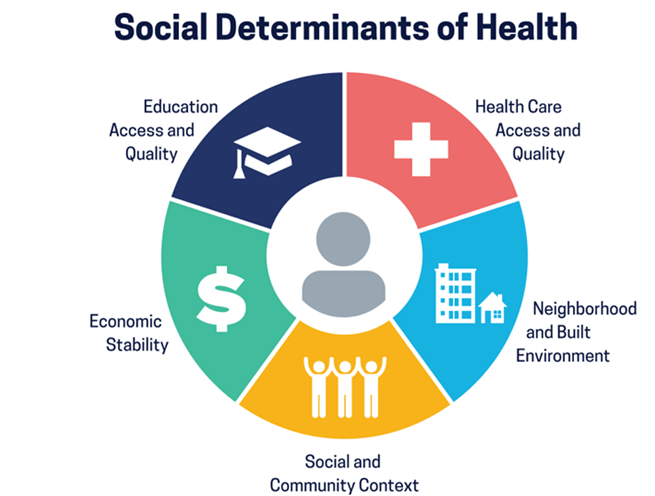 Social Determinants of Health
Education
Access and
Quality
Health Care
Access and
Quality
Economic
Stability
Neighborhood
and Built
Environment
Social and
Community Context
$